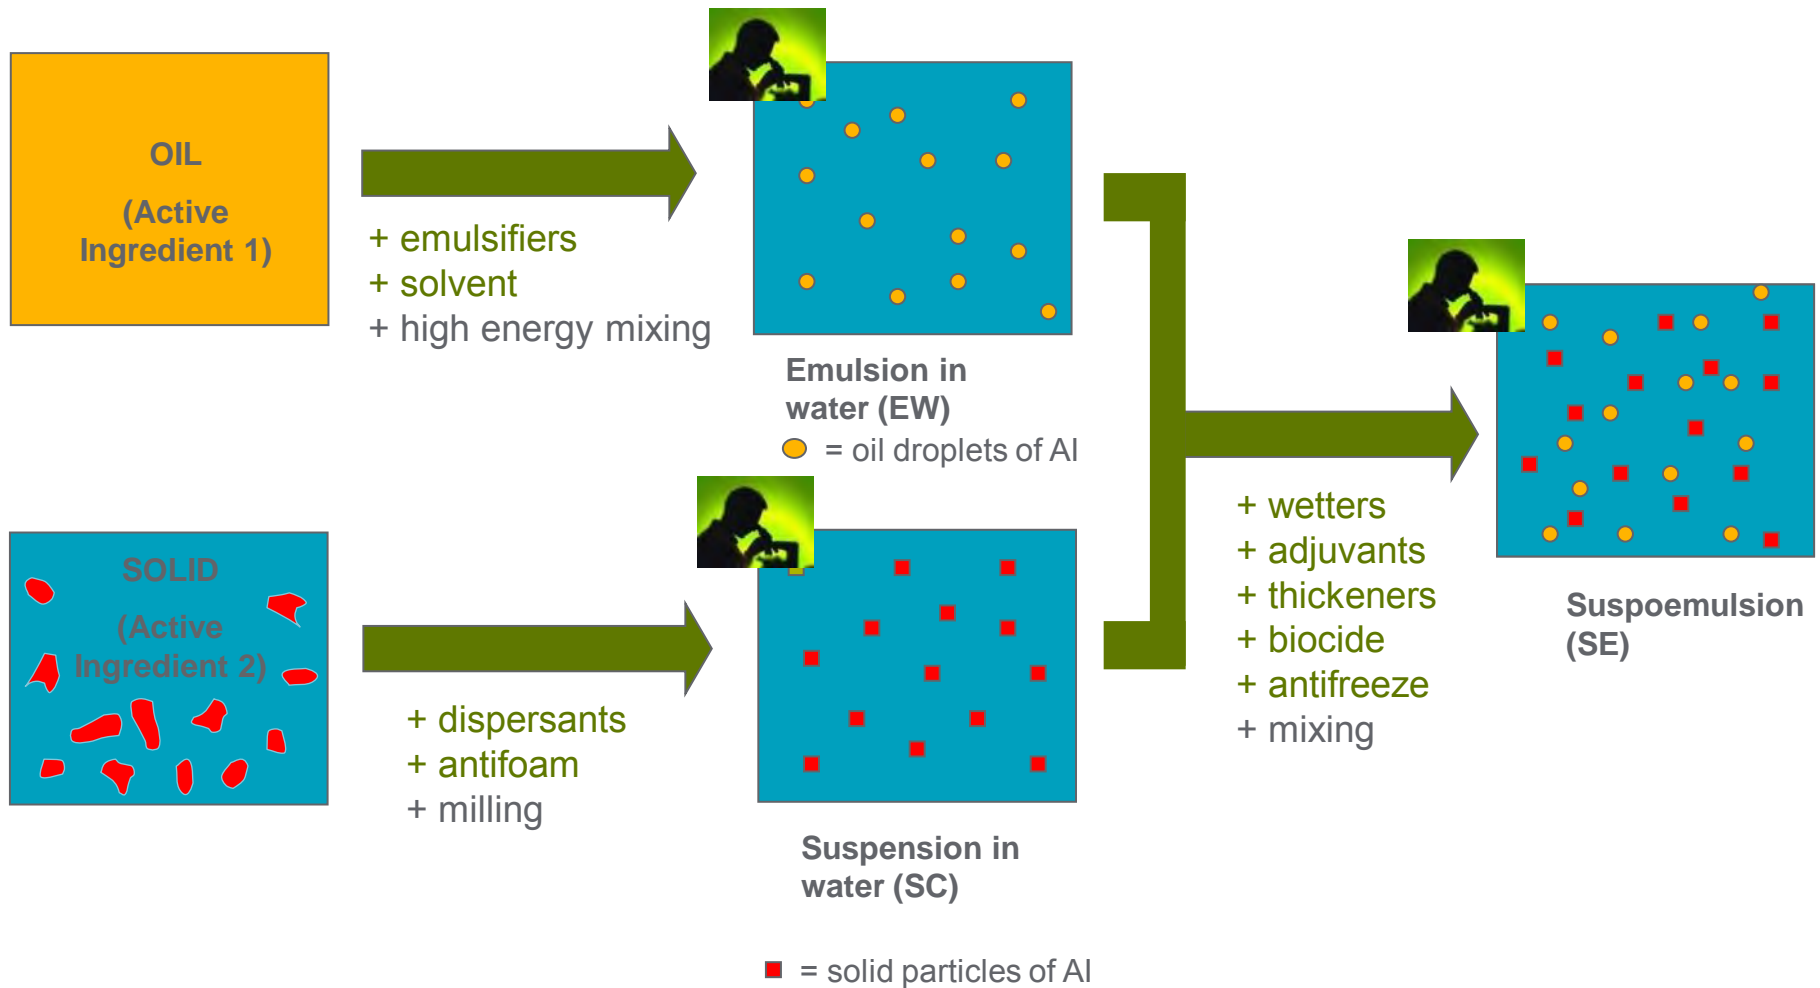 OIL
(Active
Ingredient 1)
+ emulsifiers
+ solvent
+ high energy mixing
Emulsion in
water (EW)
= oil droplets of AI
SOLID
(Active
Ingredient 2)
+ dispersants
+ antifoam
+ milling
Suspension in
water (SC)
= solid particles of AI
+ wetters
+ adjuvants
+ thickeners
+ biocide
+ antifreeze
+ mixing
Suspoemulsion
(SE)